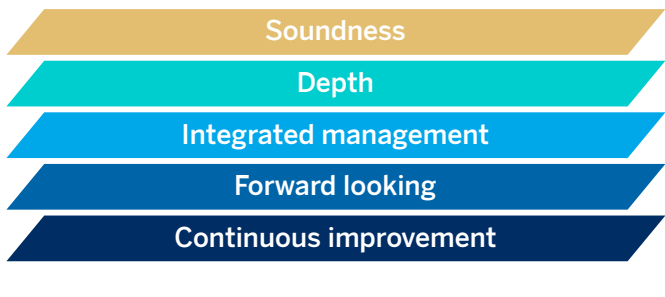 Soundness
Depth
Integrated management
Forward looking
Continuous improvement